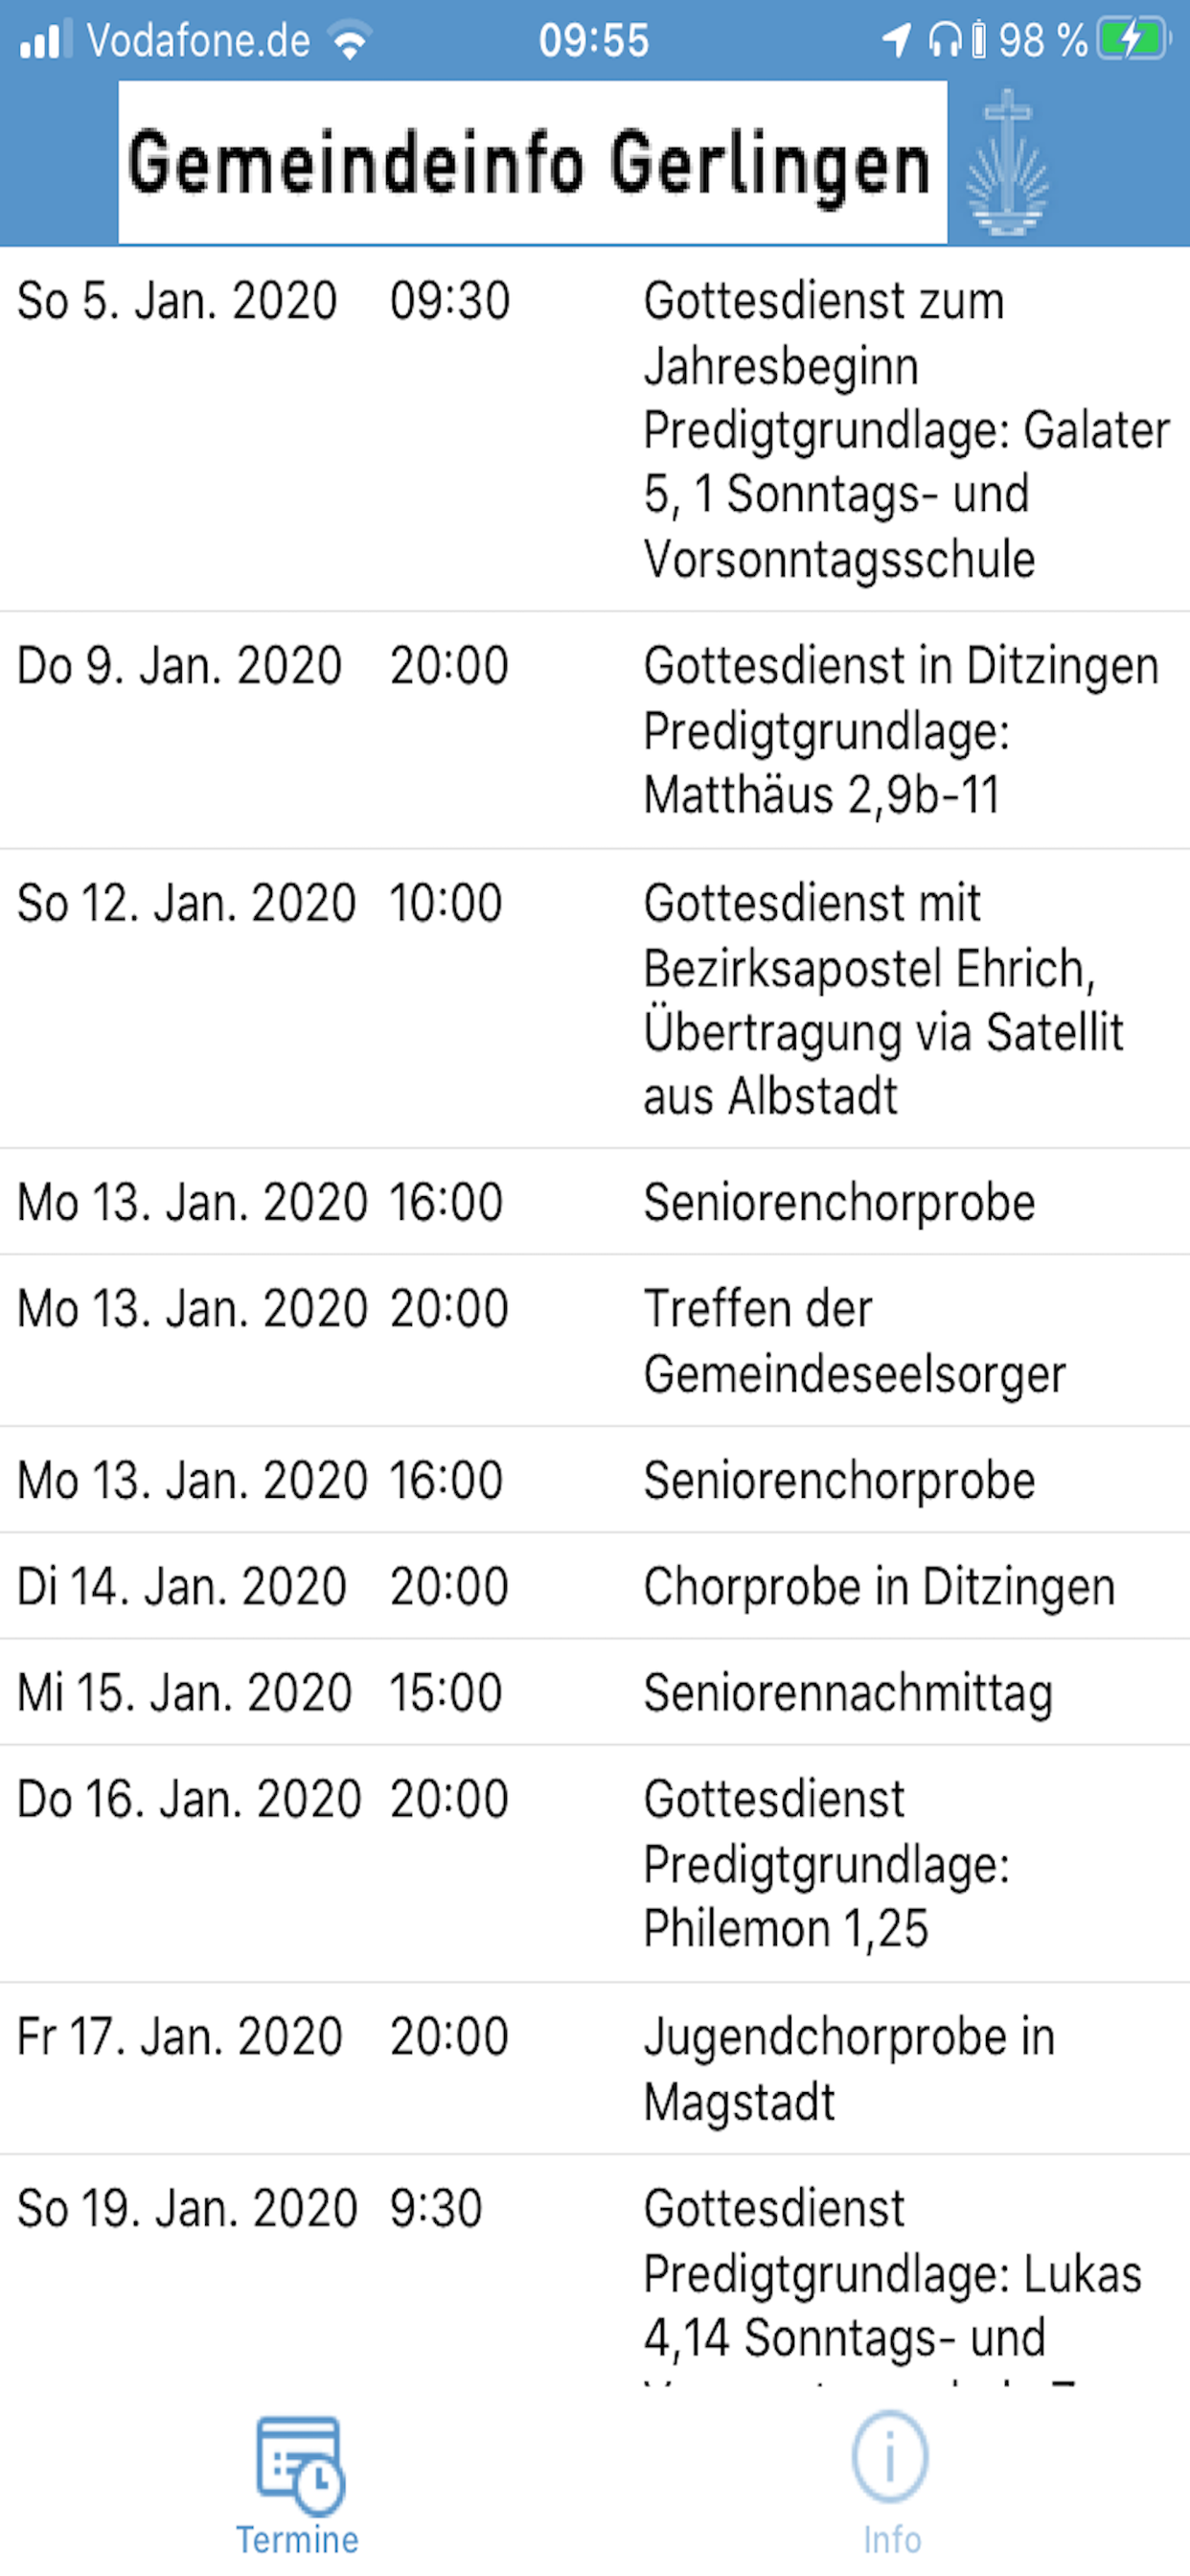 Vodafone.de 09:55 98 %
Gemeindeinfo Gerlingen
So 5. Jan. 2020 09:30 Gottesdienst zum
Jahresbeginn
Predigtgrundlage: Galater
5, 1 Sonntags- und
Vorsonntagsschule
Do 9. Jan. 2020 20:00 Gottesdienst in Ditzingen
Predigtgrundlage:
Matthäus 2,9b-11
So 12. Jan. 2020 10:00 Gottesdienst mit
Bezirksapostel Ehrich,
Übertragung via Satellit
aus Albstadt
Mo 13. Jan. 2020 16:00 Seniorenchorprobe
Mo 13. Jan. 2020 20:00 Treffen der
Gemeindeseelsorger
Mo 13. Jan. 2020 16:00 Seniorenchorprobe
Di 14. Jan. 2020 20:00 Chorprobe in Ditzingen
Mi 15. Jan. 2020 15:00 Seniorennachmittag
Do 16. Jan. 2020 20:00 Gottesdienst
Predigtgrundlage:
Philemon 1,25
Fr 17. Jan. 2020 20:00 Jugendchorprobe in
Magstadt
So 19. Jan. 2020 9:30 Gottesdienst
Predigtgrundlage: Lukas
4,14 Sonntags- und
Termine
Info